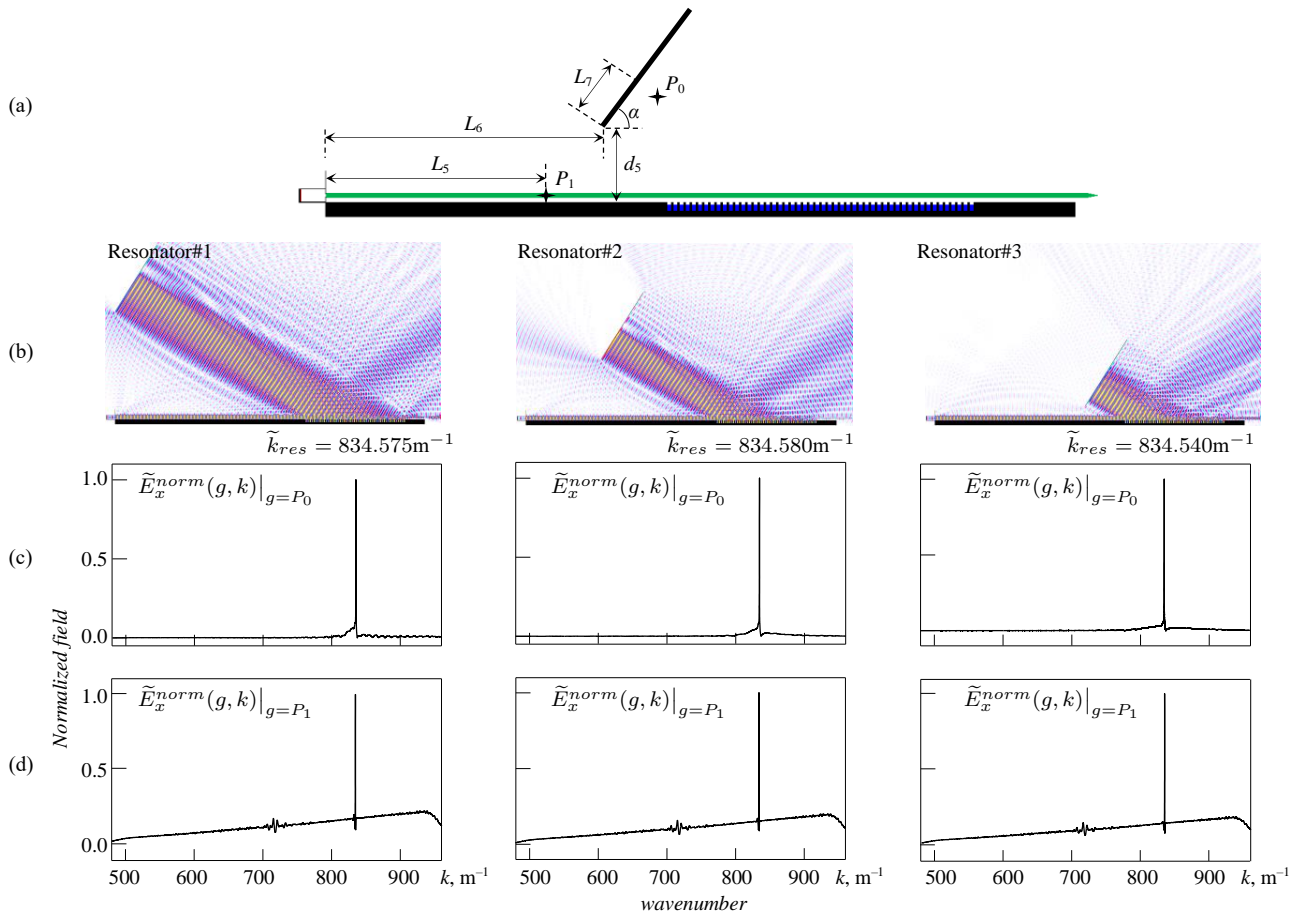 (a)
L₇
P₀
α
L₆
d₅
L₅
P₁
(b)
Resonator#1
Resonator#2
Resonator#3
k̃_res = 834.575m⁻¹
k̃_res = 834.580m⁻¹
k̃_res = 834.540m⁻¹
(c)
Ẽₓⁿᵒʳᵐ(g, k)|g=P₀
Ẽₓⁿᵒʳᵐ(g, k)|g=P₀
Ẽₓⁿᵒʳᵐ(g, k)|g=P₀
1.0
0.5
0.0
Normalized field
(d)
Ẽₓⁿᵒʳᵐ(g, k)|g=P₁
Ẽₓⁿᵒʳᵐ(g, k)|g=P₁
Ẽₓⁿᵒʳᵐ(g, k)|g=P₁
1.0
0.5
0.0
500 600 700 800 900 k, m⁻¹
500 600 700 800 900 k, m⁻¹
500 600 700 800 900 k, m⁻¹
wavenumber